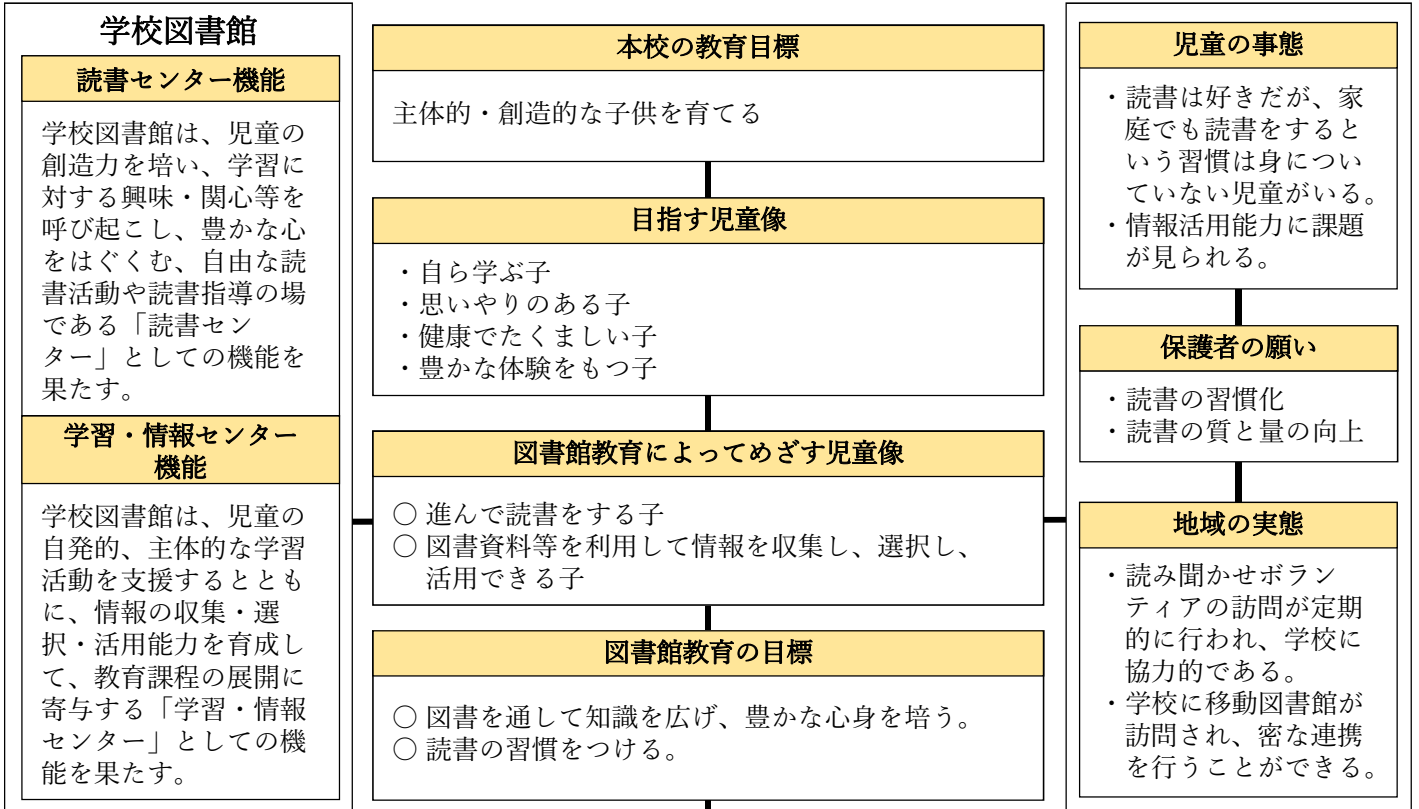 学校図書館
読書センター機能
学校図書館は、児童の
創造力を培い、学習に
対する興味・関心等を
呼び起こし、豊かな心
をはぐくむ、自由な読
書活動や読書指導の場
である「読書セン
ター」としての機能を
果たす。
学習・情報センター
機能
学校図書館は、児童の
自発的、主体的な学習
活動を支援するととも
に、情報の収集・選
択・活用能力を育成し
て、教育課程の展開に
寄与する「学習・情報
センター」としての機
能を果たす。
本校の教育目標
主体的・創造的な子供を育てる
目指す児童像
・自ら学ぶ子
・思いやりのある子
・健康でたくましい子
・豊かな体験をもつ子
図書館教育によってめざす児童像
○ 進んで読書をする子
○ 図書資料等を利用して情報を収集し、選択し、
活用できる子
図書館教育の目標
○ 図書を通して知識を広げ、豊かな心身を培う。
○ 読書の習慣をつける。
児童の事態
・読書は好きだが、家
庭でも読書をすると
いう習慣は身につい
ていない児童がいる。
・情報活用能力に課題
が見られる。
保護者の願い
・読書の習慣化
・読書の質と量の向上
地域の実態
・読み聞かせボラン
ティアの訪問が定期
的に行われ、学校に
協力的である。
・学校に移動図書館が
訪問され、密な連携
を行うことができる。